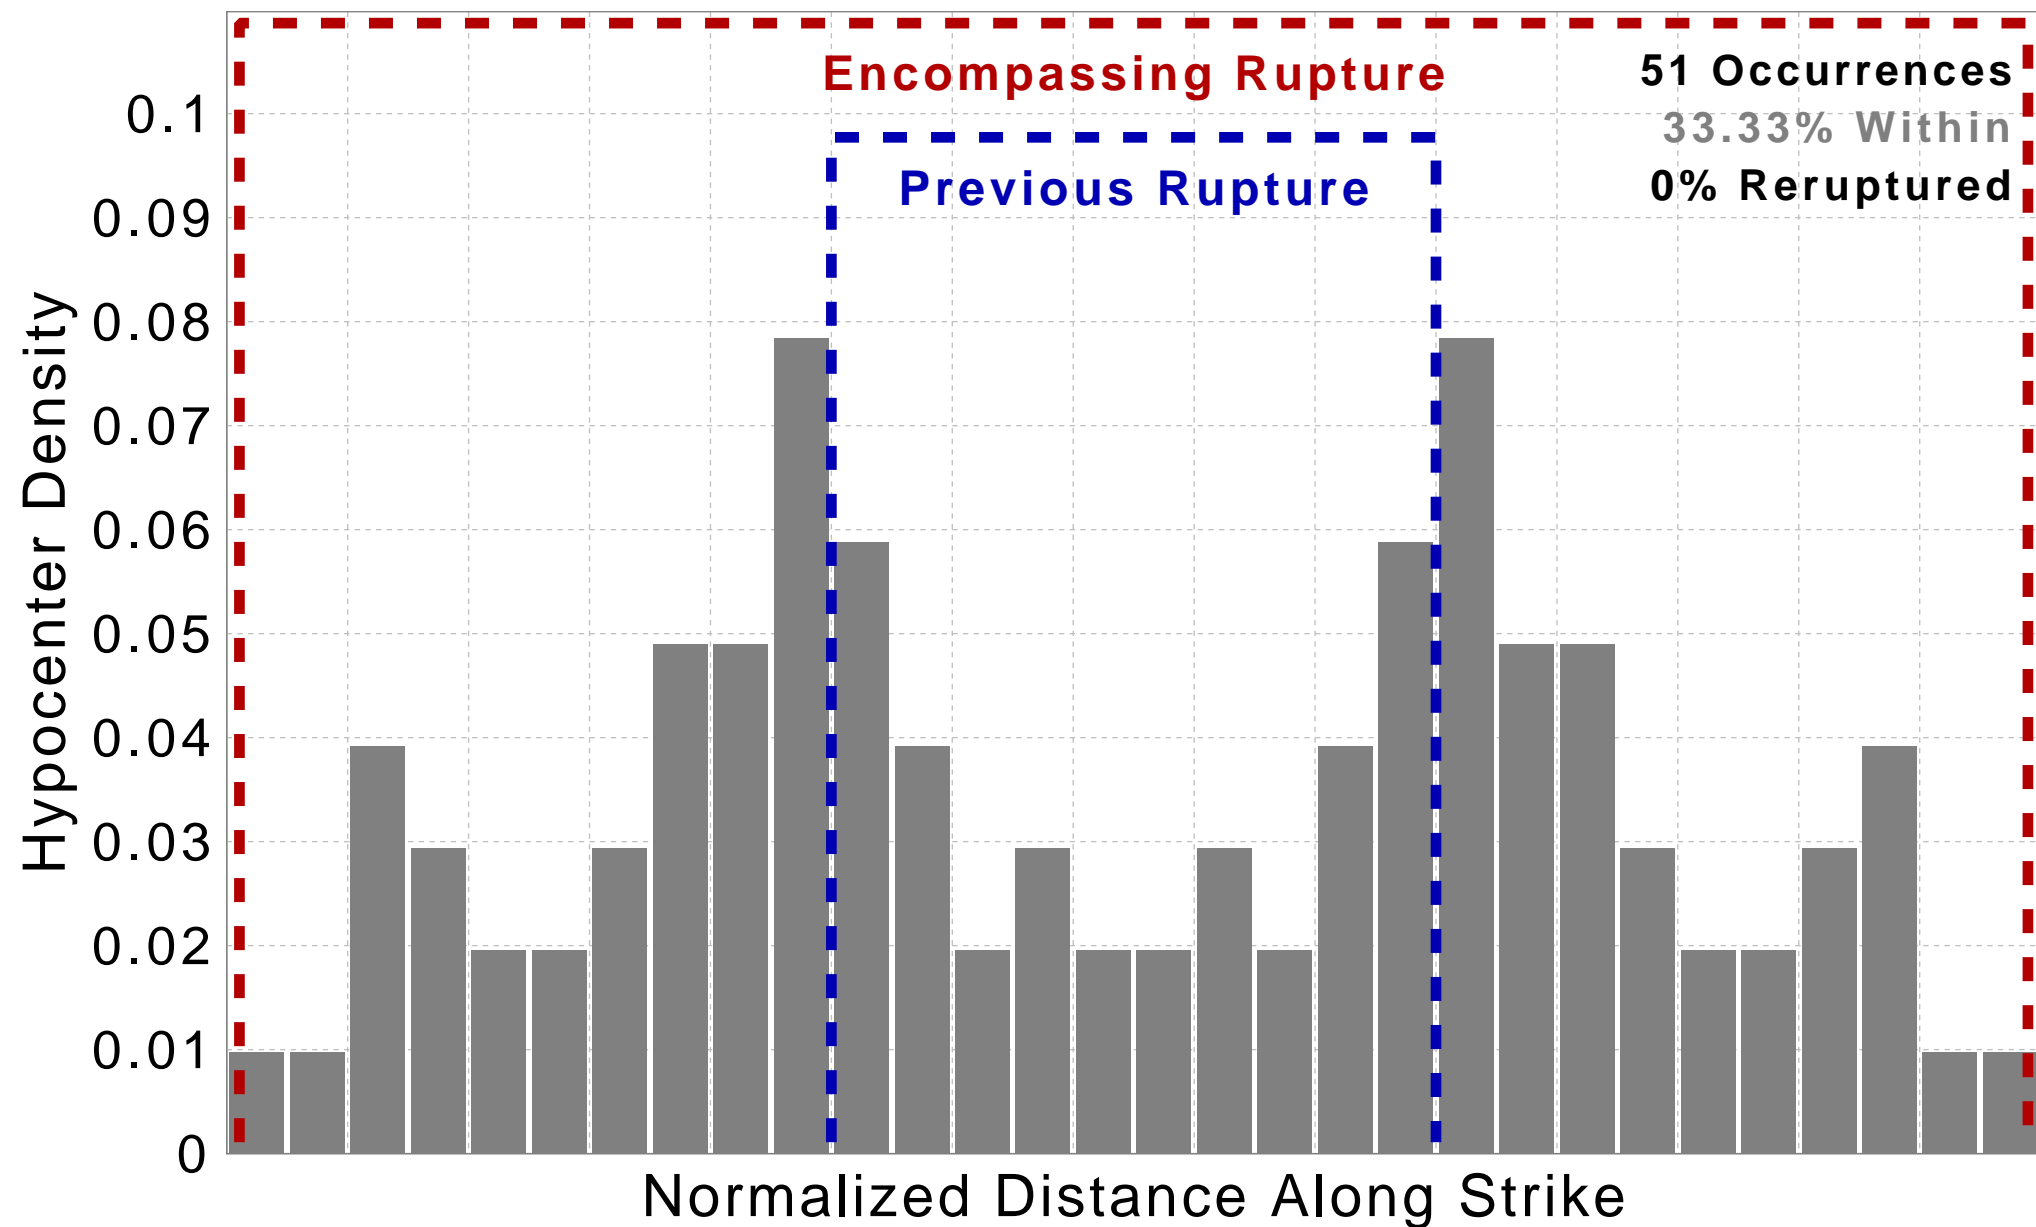 Encompassing Rupture
51 Occurrences
33.33% Within
0% Reruptured
Previous Rupture
Hypocenter Density
0.1
0.09
0.08
0.07
0.06
0.05
0.04
0.03
0.02
0.01
0
Normalized Distance Along Strike